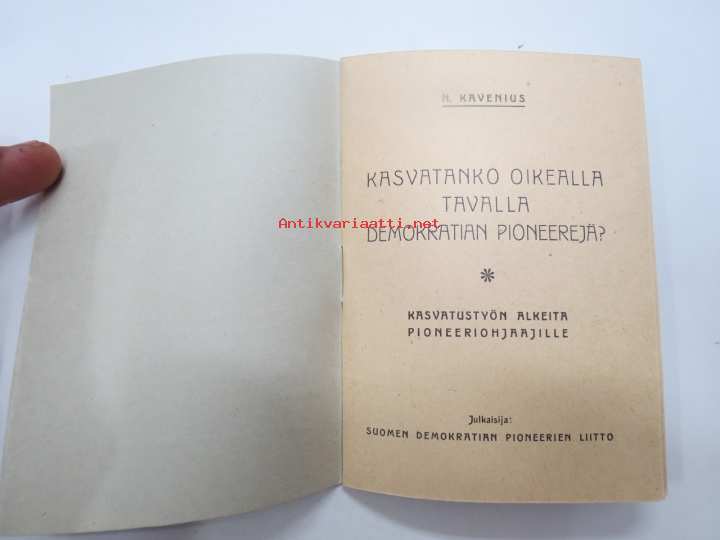 H. KAVENIUS
KASVATANKO OIKEALLA
TAVALLA
Antikvariaatti.net
DEMOKRATIAN PIONEEREJÄ?
KASVATUSTYÖN ALKEITA
PIONEERIOHJAAJILLE
Julkaisija:
SUOMEN DEMOKRATIAN PIONEERIEN LIITTO